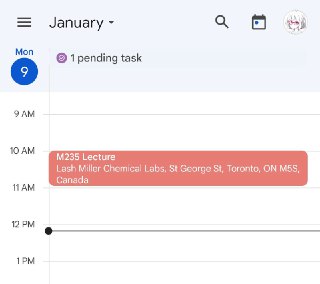 January
Mon
9
1 pending task
9 AM
10 AM
M235 Lecture
Lash Miller Chemical Labs, St George St, Toronto, ON M5S,
Canada
11 AM
12 PM
1 PM